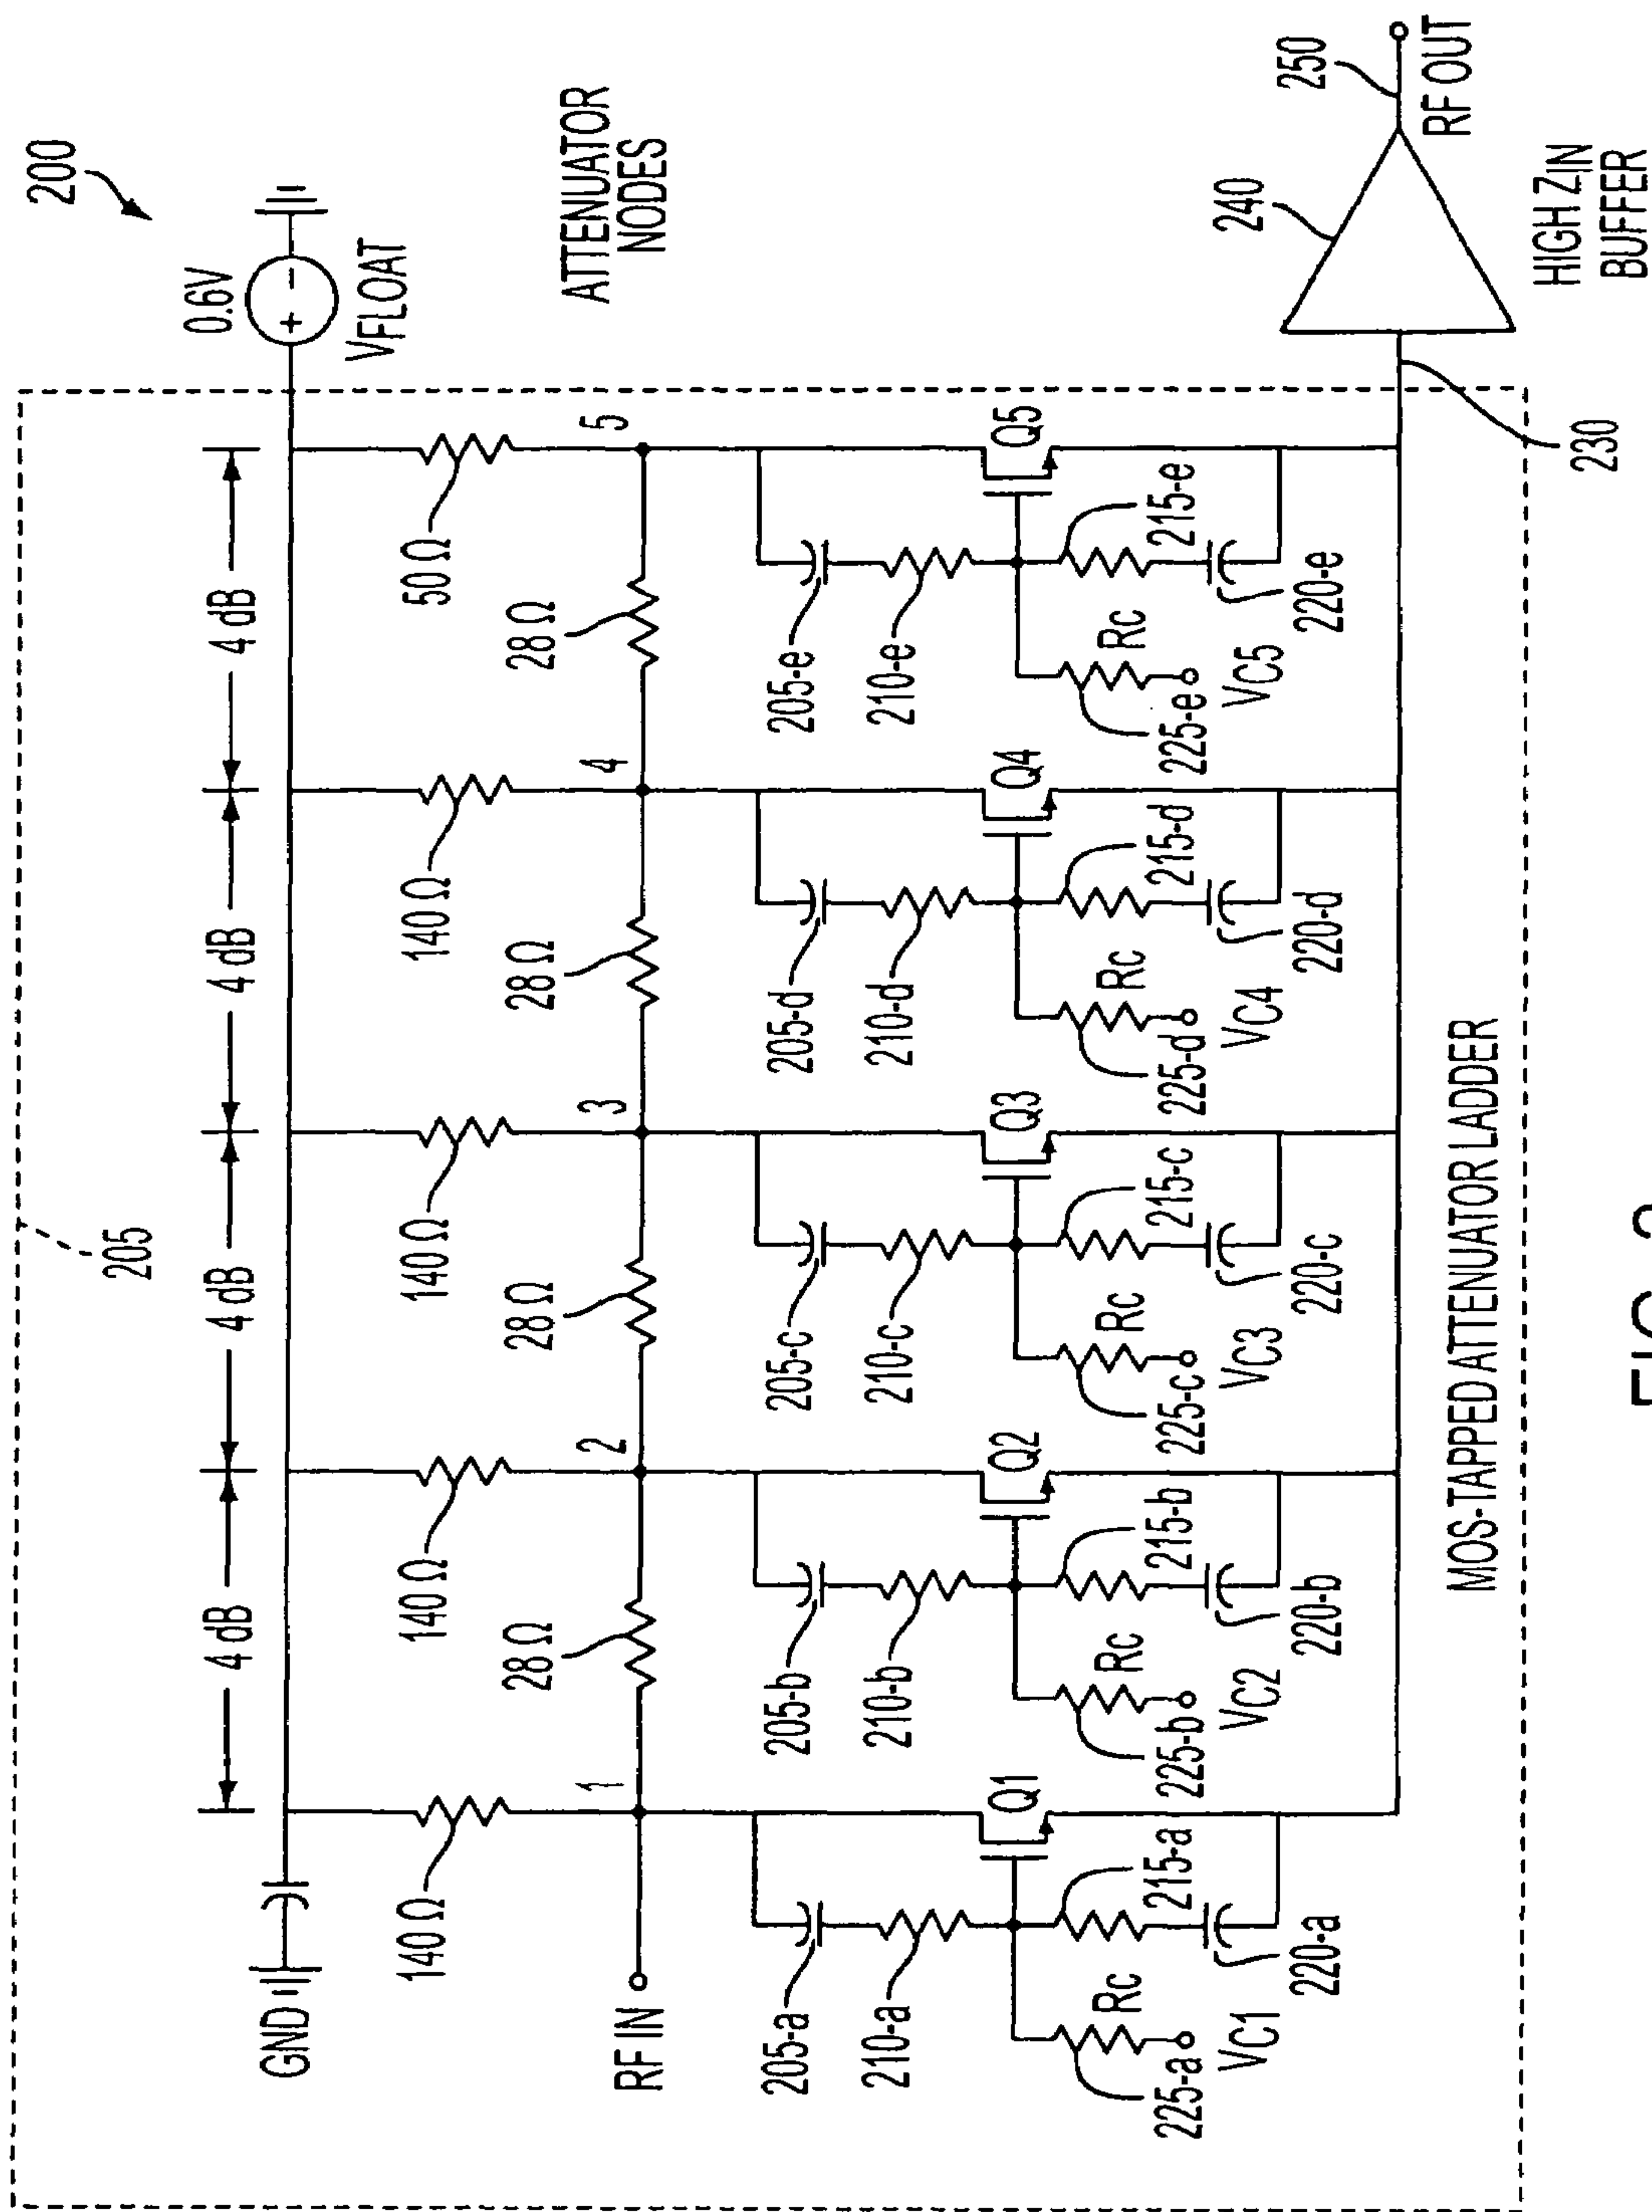 200
205
4 dB
4 dB
4 dB
4 dB
0.6V
VFLOAT
GND
140 Ω
140 Ω
140 Ω
140 Ω
50 Ω
28 Ω
28 Ω
28 Ω
28 Ω
ATTENUATOR
NODES
RF IN
1
2
3
4
5
205-a
205-b
205-c
205-d
205-e
210-a
210-b
210-c
210-d
210-e
Q1
Q2
Q3
Q4
Q5
215-a
215-b
215-c
215-d
215-e
Rc
Rc
Rc
Rc
Rc
225-a
225-b
225-c
225-d
225-e
VC1
VC2
VC3
VC4
VC5
220-a
220-b
220-c
220-d
220-e
240
250
RF OUT
HIGH ZIN
BUFFER
230
MOS-TAPPED ATTENUATOR LADDER